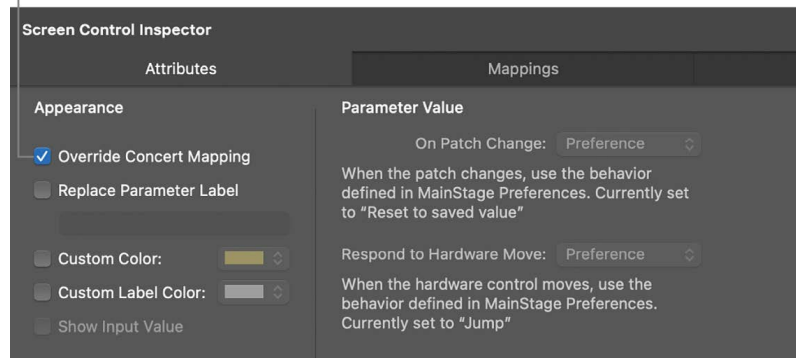 Screen Control Inspector
Attributes
Mappings
Appearance
Override Concert Mapping
Replace Parameter Label
Custom Color:
Custom Label Color:
Show Input Value
Parameter Value
On Patch Change: Preference
When the patch changes, use the behavior
defined in MainStage Preferences. Currently set
to “Reset to saved value”
Respond to Hardware Move: Preference
When the hardware control moves, use the
behavior defined in MainStage Preferences.
Currently set to “Jump”